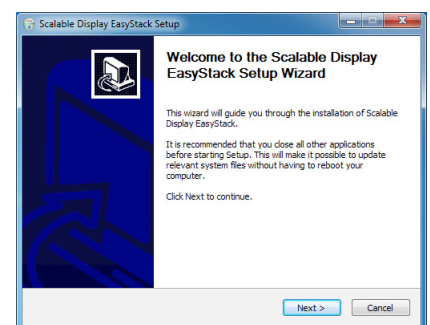 Scalable Display EasyStack Setup
Welcome to the Scalable Display
EasyStack Setup Wizard
This wizard will guide you through the installation of Scalable
Display EasyStack.
It is recommended that you close all other applications
before starting Setup. This will make it possible to update
relevant system files without having to reboot your
computer.
Click Next to continue.
Next >
Cancel